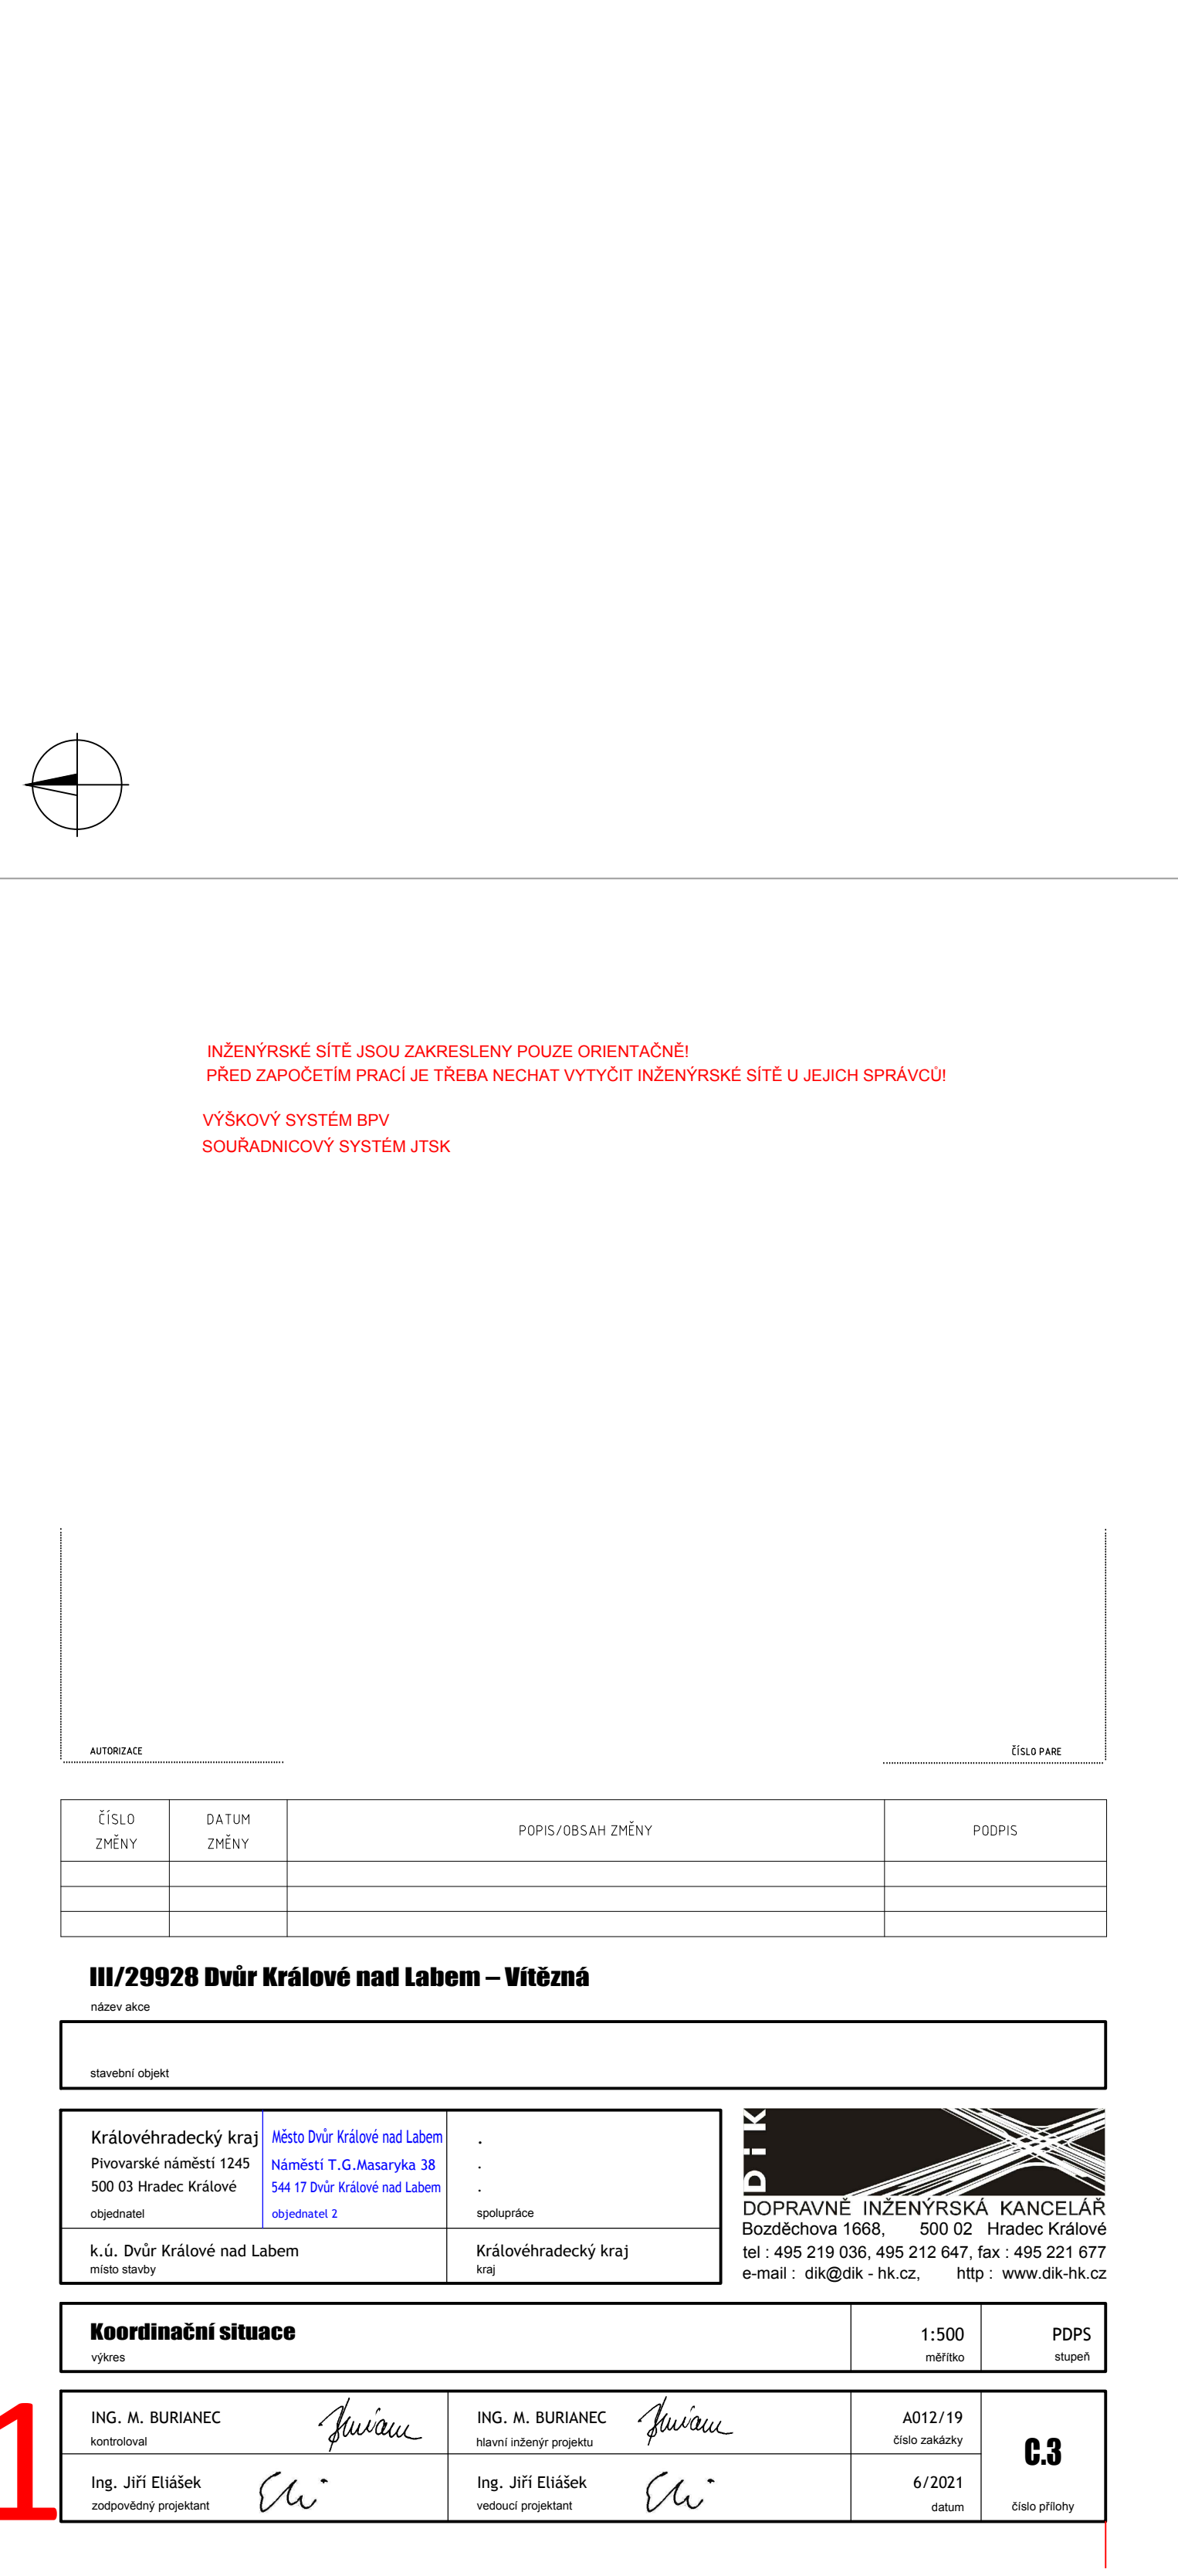 INŽENÝRSKÉ SÍTĚ JSOU ZAKRESLENY POUZE ORIENTAČNĚ!
PŘED ZAPOČETÍM PRACÍ JE TŘEBA NECHAT VYTYČIT INŽENÝRSKÉ SÍTĚ U JEJICH SPRÁVCŮ!
VÝŠKOVÝ SYSTÉM BPV
SOUŘADNICOVÝ SYSTÉM JTSK
AUTORIZACE
ČÍSLO PARE
ČÍSLO
ZMĚNY
DATUM
ZMĚNY
POPIS/OBSAH ZMĚNY
PODPIS
III/29928 Dvůr Králové nad Labem – Vítězná
název akce
stavební objekt
Královéhradecký kraj
Pivovarské náměstí 1245
500 03 Hradec Králové
objednatel
Město Dvůr Králové nad Labem
Náměstí T.G.Masaryka 38
544 17 Dvůr Králové nad Labem
objednatel 2
.
.
.
spolupráce
k.ú. Dvůr Králové nad Labem
místo stavby
Královéhradecký kraj
kraj
DiK
DOPRAVNĚ INŽENÝRSKÁ KANCELÁŘ
Bozděchova 1668, 500 02 Hradec Králové
tel : 495 219 036, 495 212 647, fax : 495 221 677
e-mail : dik@dik - hk.cz, http : www.dik-hk.cz
Koordinační situace
výkres
1:500
měřítko
PDPS
stupeň
1
ING. M. BURIANEC
kontroloval
ING. M. BURIANEC
hlavní inženýr projektu
A012/19
číslo zakázky
C.3
číslo přílohy
Ing. Jiří Eliášek
zodpovědný projektant
Ing. Jiří Eliášek
vedoucí projektant
6/2021
datum